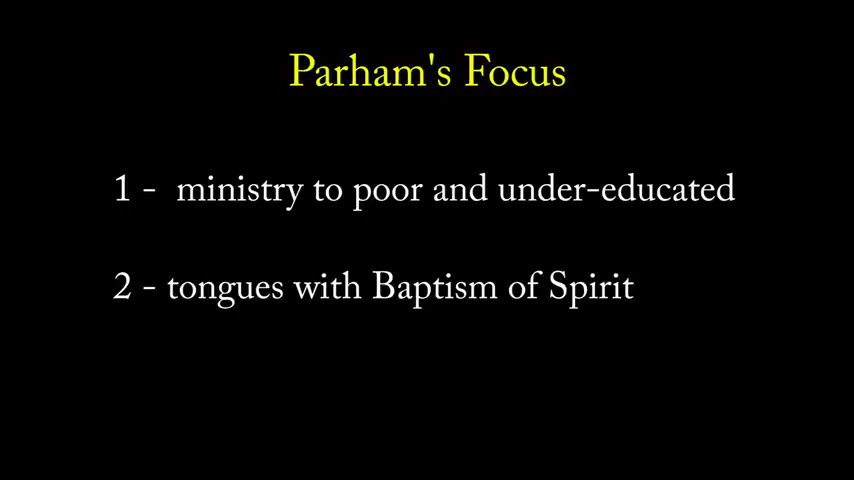 Parham's Focus
1 - ministry to poor and under-educated
2 - tongues with Baptism of Spirit